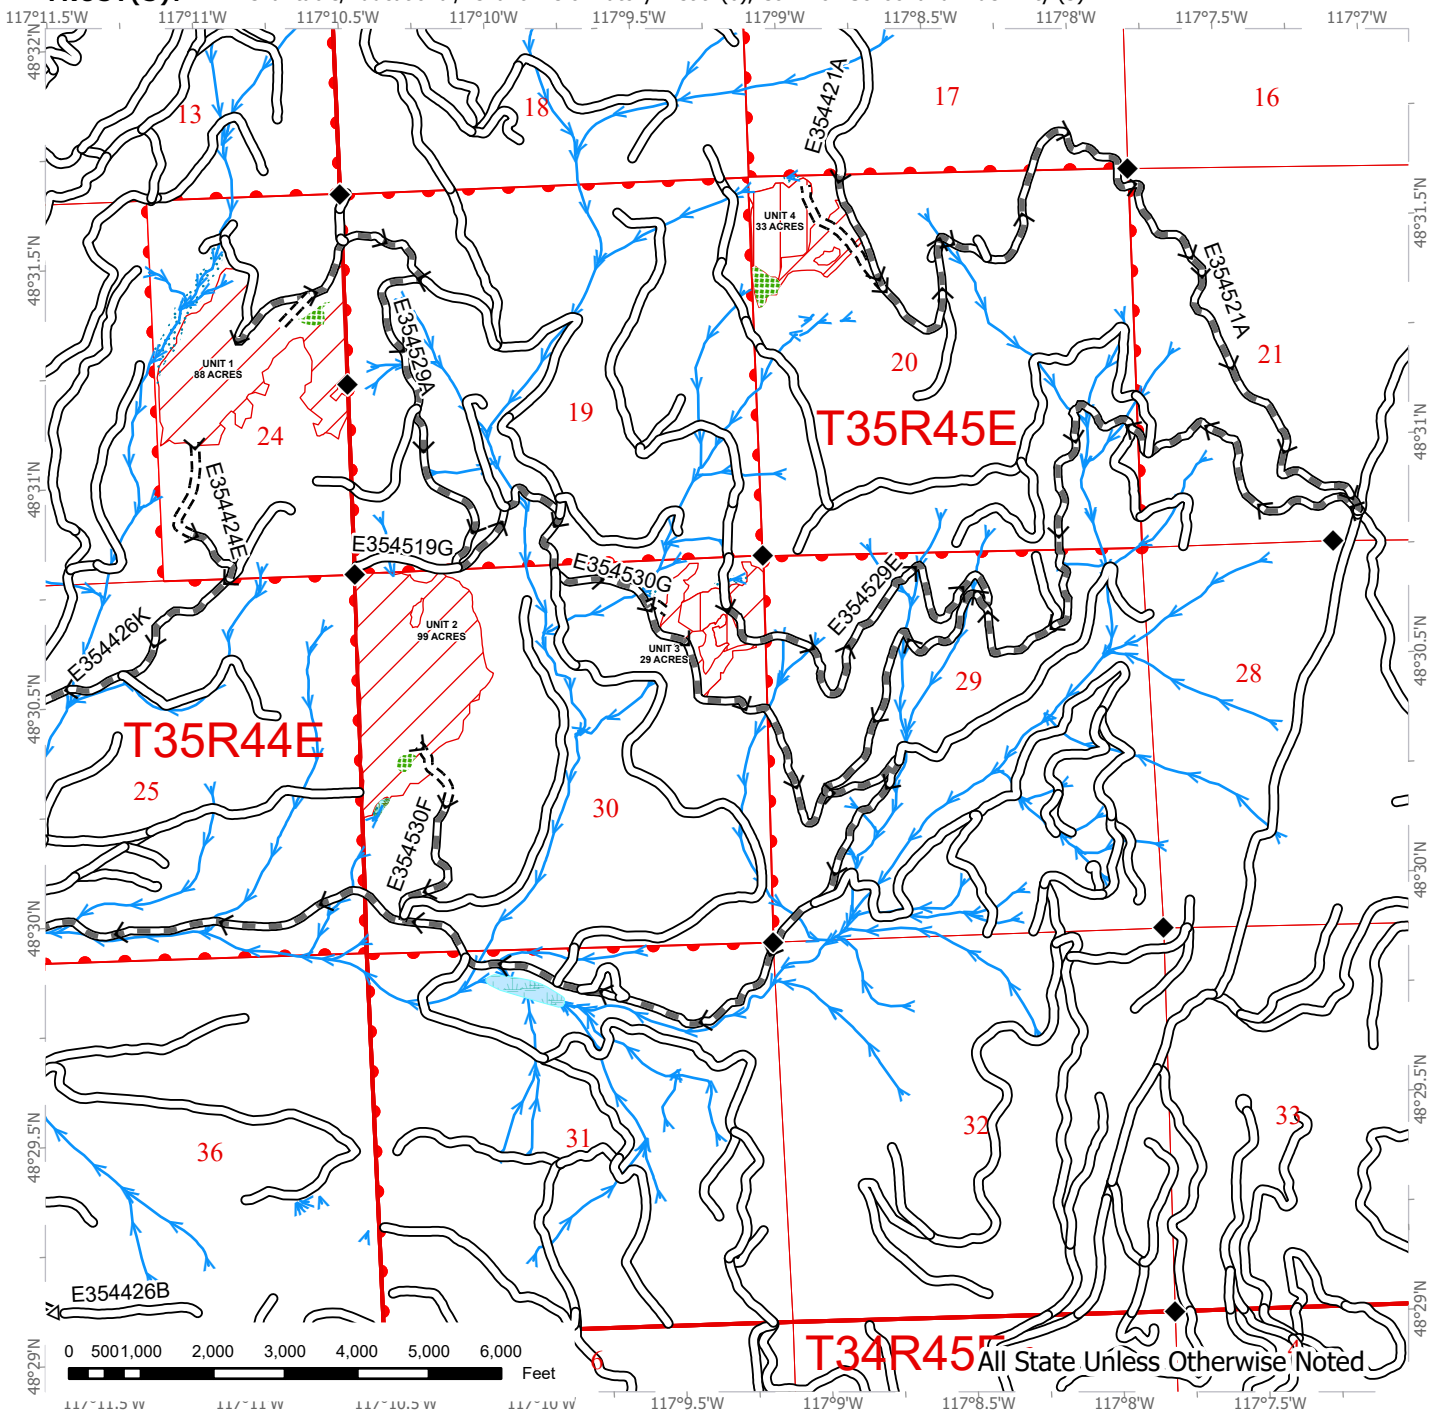 117°11.5'W 117°11'W 117°10.5'W 117°10'W 117°9.5'W 117°9'W 117°8.5'W 117°8'W 117°7.5'W 117°7'W
48°32'N
13
18
E354421A
17
16
48°31.5'N
48°31.5'N
UNIT 4
33 ACRES
E354521A
E354529A
UNIT 1
88 ACRES
20
21
19
T35R45E
24
48°31'N
48°31'N
E354424E
E354519G
E354530G
E354529E
E354426K
UNIT 2
99 ACRES
UNIT 3
29 ACRES
48°30.5'N
29
28
48°30.5'N
T35R44E
25
30
E354530F
48°30'N
48°30'N
48°29.5'N
33
32
31
36
48°29.5'N
E354426B
48°29'N
T34R45E
6
4
All State Unless Otherwise Noted
0 500 1,000 2,000 3,000 4,000 5,000 6,000
Feet
48°29'N
117°11.5'W 117°11'W 117°10.5'W 117°10'W 117°9.5'W 117°9'W 117°8.5'W 117°8'W 117°7.5'W